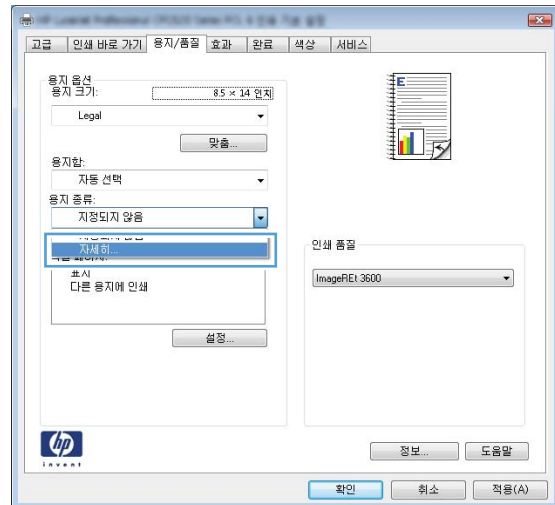 고급 인쇄 바로 가기 용지/품질 효과 완료 색상 서비스
용지 옵션
용지 크기: 8.5 × 14 인치
Legal
맞춤...
용지함:
자동 선택
용지 종류:
지정되지 않음
자세히...
표지
다른 용지에 인쇄
설정...
E
인쇄 품질
ImageREt 3600
hp
invent
정보... 도움말
확인 취소 적용(A)